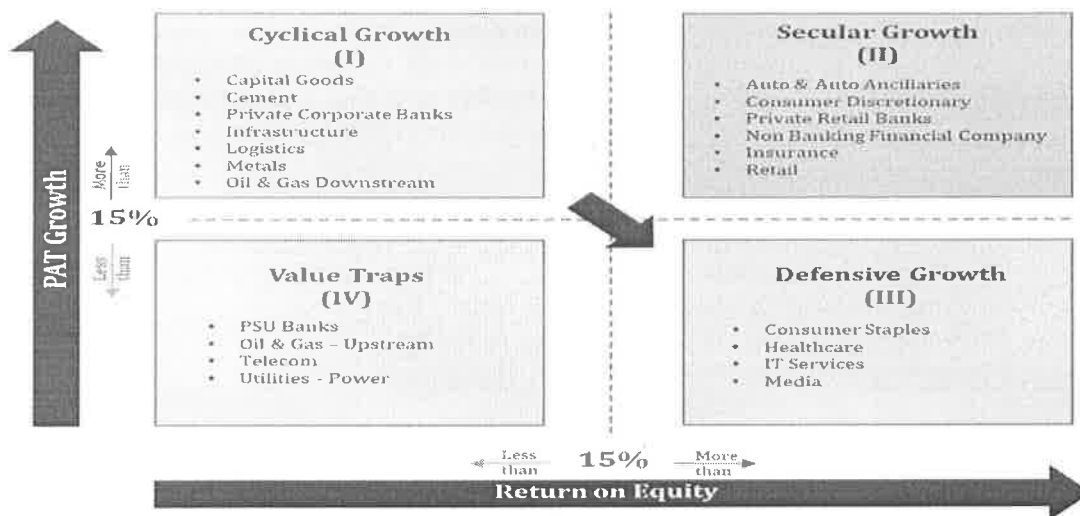 Cyclical Growth
(I)
• Capital Goods
• Cement
• Private Corporate Banks
• Infrastructure
• Logistics
• Metals
• Oil & Gas Downstream
Secular Growth
(II)
• Auto & Auto Ancillaries
• Consumer Discretionary
• Private Retail Banks
• Non Banking Financial Company
• Insurance
• Retail
PAT Growth
More than
15%
Less than
Value Traps
(IV)
• PSU Banks
• Oil & Gas – Upstream
• Telecom
• Utilities - Power
Defensive Growth
(III)
• Consumer Staples
• Healthcare
• IT Services
• Media
Less than
15%
More than
Return on Equity